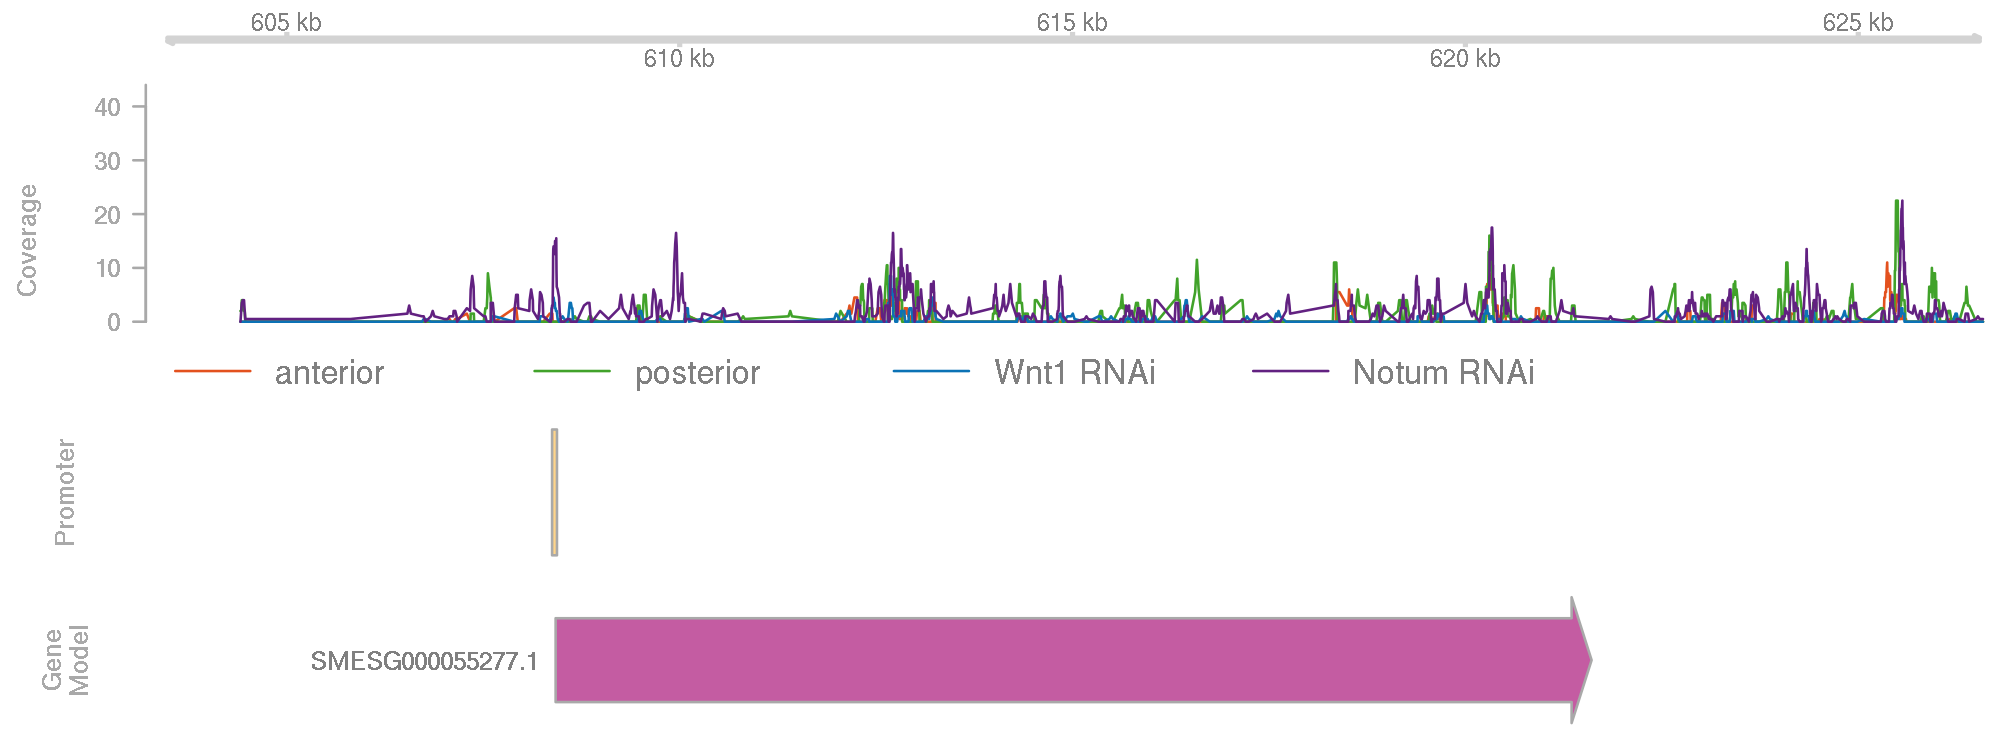 605 kb
615 kb
625 kb
610 kb
620 kb
Coverage
40
30
20
10
0
anterior
posterior
Wnt1 RNAi
Notum RNAi
Promoter
Gene
Model
SMESG000055277.1